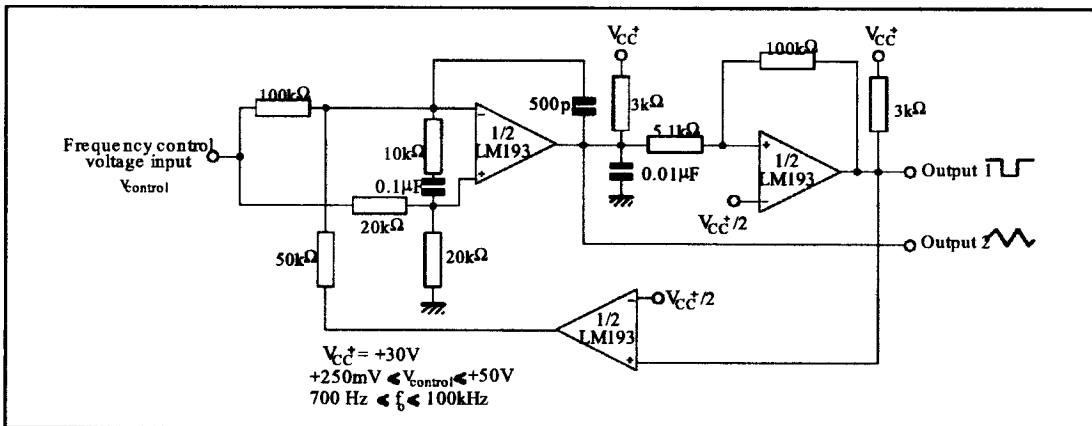 Frequency control
voltage input
Vcontrol
100kΩ
10kΩ
0.1μF
20kΩ
20kΩ
50kΩ
1/2
LM193
500p
VCC+
3kΩ
0.01μF
5.1kΩ
100kΩ
1/2
LM193
VCC+/2
VCC+
3kΩ
Output 1
Output 2
VCC+/2
1/2
LM193
VCC+ = +30V
+250mV ≤ Vcontrol ≤ +50V
700 Hz ≤ fo ≤ 100kHz